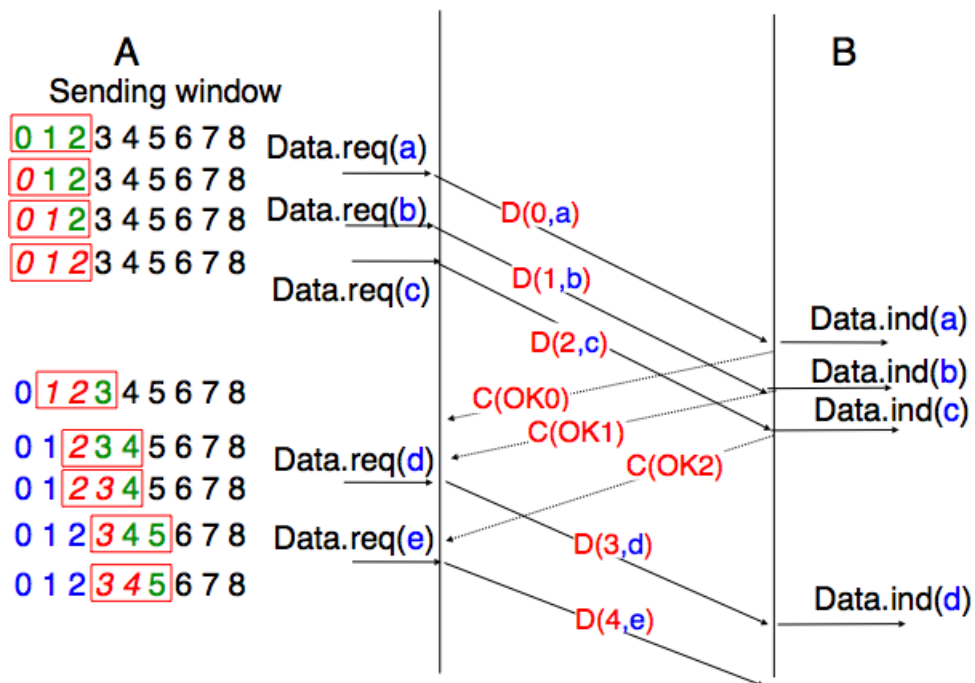 A
B
Sending window
0 1 2 3 4 5 6 7 8
Data.req(a)
0 1 2 3 4 5 6 7 8
Data.req(b)
D(0,a)
0 1 2 3 4 5 6 7 8
0 1 2 3 4 5 6 7 8
D(1,b)
Data.req(c)
Data.ind(a)
D(2,c)
Data.ind(b)
0 1 2 3 4 5 6 7 8
C(OK0)
Data.ind(c)
C(OK1)
0 1 2 3 4 5 6 7 8
Data.req(d)
C(OK2)
0 1 2 3 4 5 6 7 8
0 1 2 3 4 5 6 7 8
Data.req(e)
D(3,d)
0 1 2 3 4 5 6 7 8
Data.ind(d)
D(4,e)